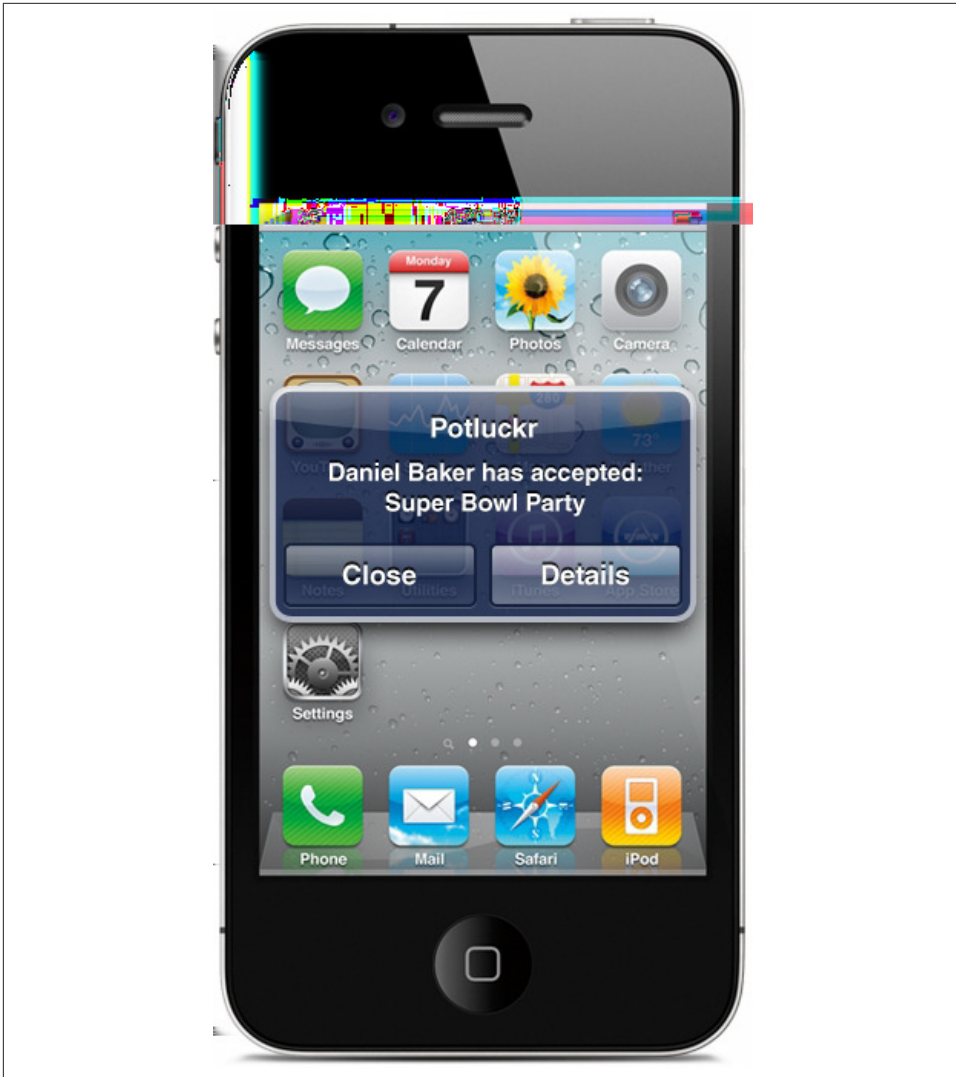 Monday
7
Messages
Calendar
Photos
Camera
280
73°
Potluckr
Daniel Baker has accepted:
Super Bowl Party
Close
Details
Notes
Utilities
iTunes
App Store
Settings
Phone
Mail
Safari
iPod